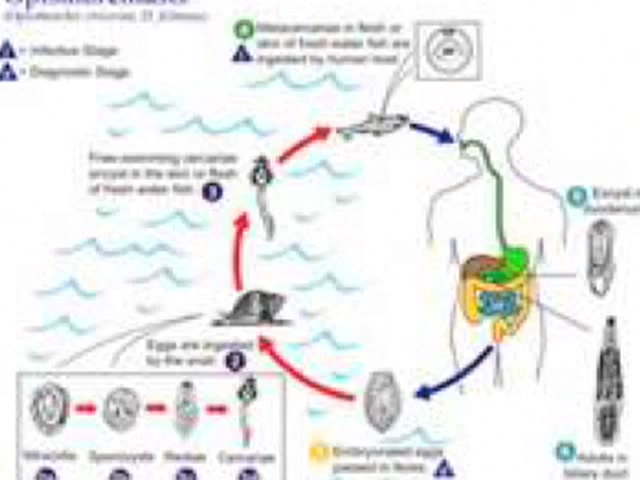 = Infective Stage
= Diagnostic Stage
Metacercariae in flesh or
skin of fresh water fish are
ingested by human host
Free-swimming cercariae
encyst in the skin or flesh
of fresh water fish
3
Eggs are ingested
by the snail
2
Miracidia
Sporocysts
Rediae
Cercariae
Embryonated eggs
passed in feces
Adults in
biliary duct